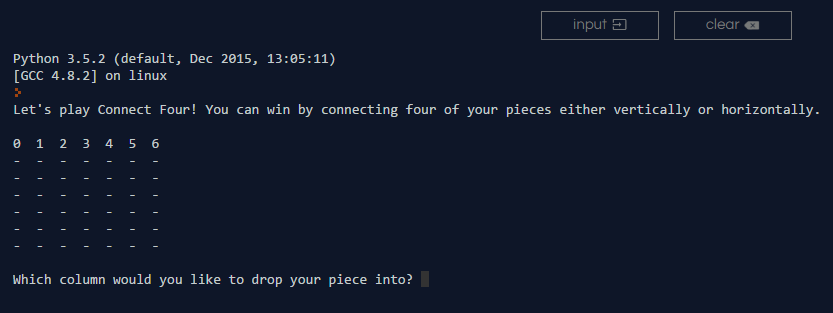 input clear
Python 3.5.2 (default, Dec 2015, 13:05:11)
[GCC 4.8.2] on linux
Let's play Connect Four! You can win by connecting four of your pieces either vertically or horizontally.
0 1 2 3 4 5 6
- - - - - - -
- - - - - - -
- - - - - - -
- - - - - - -
- - - - - - -
- - - - - - -
Which column would you like to drop your piece into?